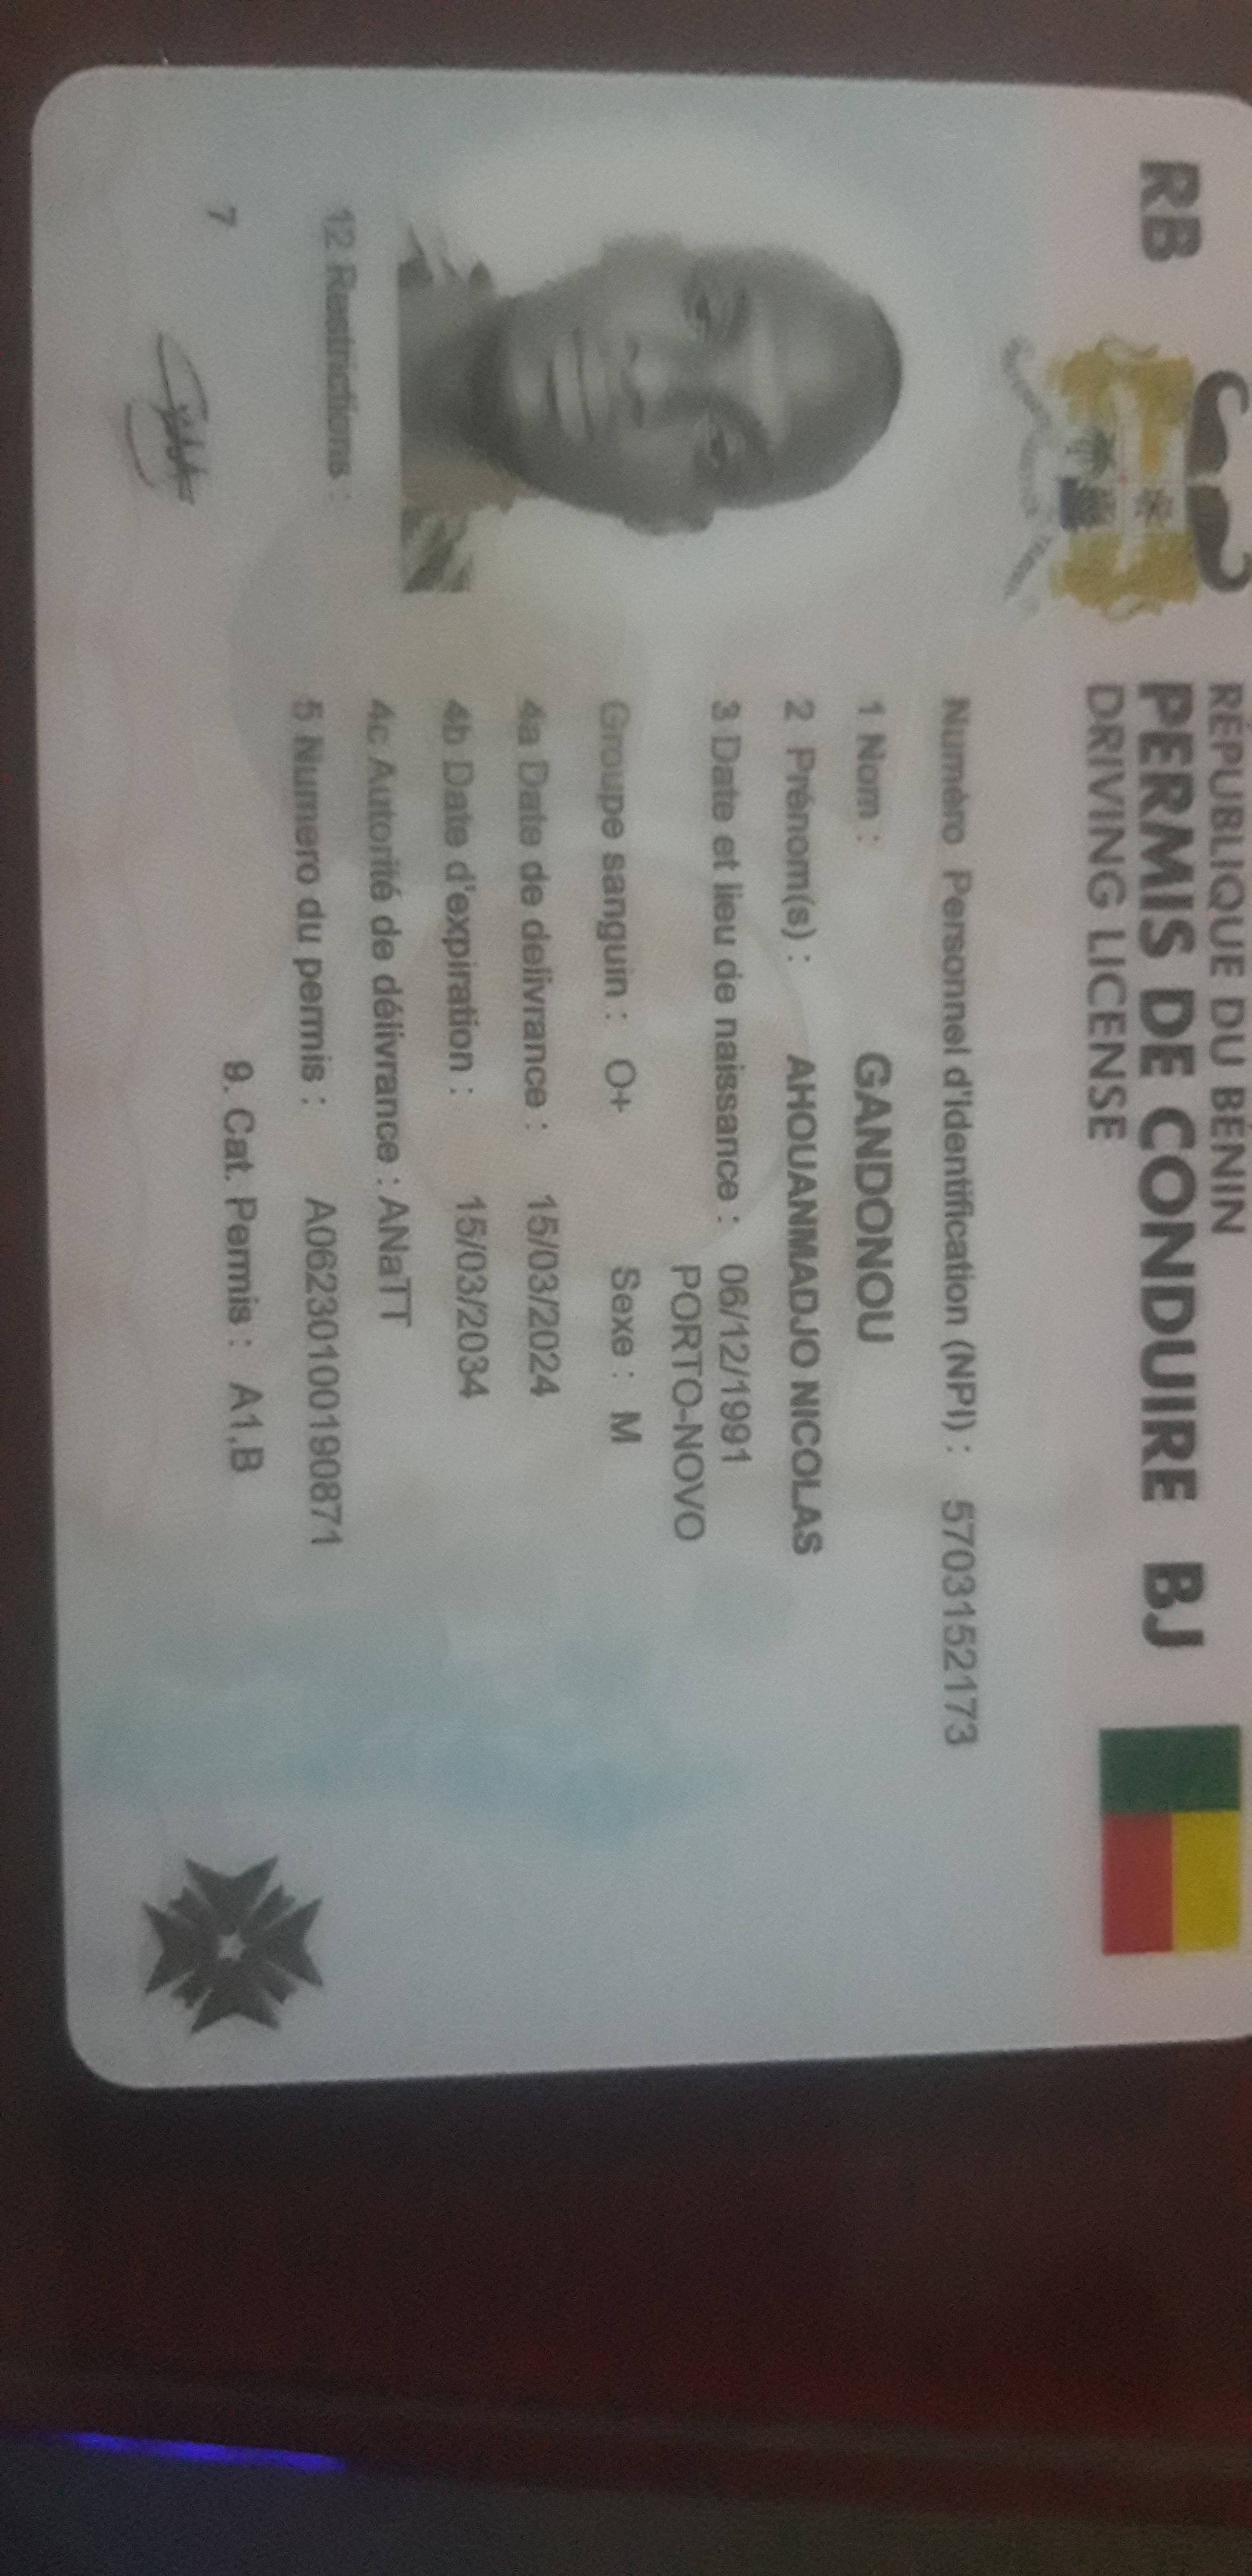 RÉPUBLIQUE DU BÉNIN
RB PERMIS DE CONDUIRE BJ
DRIVING LICENSE
Numéro Personnel d'Identification (NPI) : 5703152173
1 Nom : GANDONOU
2 Prénom(s) : AHOUANMADJO NICOLAS
3 Date et lieu de naissance : 06/12/1991
PORTO-NOVO
Groupe sanguin : O+ Sexe : M
4a Date de delivrance : 15/03/2024
4b Date d'expiration : 15/03/2034
4c Autorité de délivrance : ANaTT
5 Numero du permis : A06230100190871
9. Cat. Permis : A1,B
12 Restrictions :
7